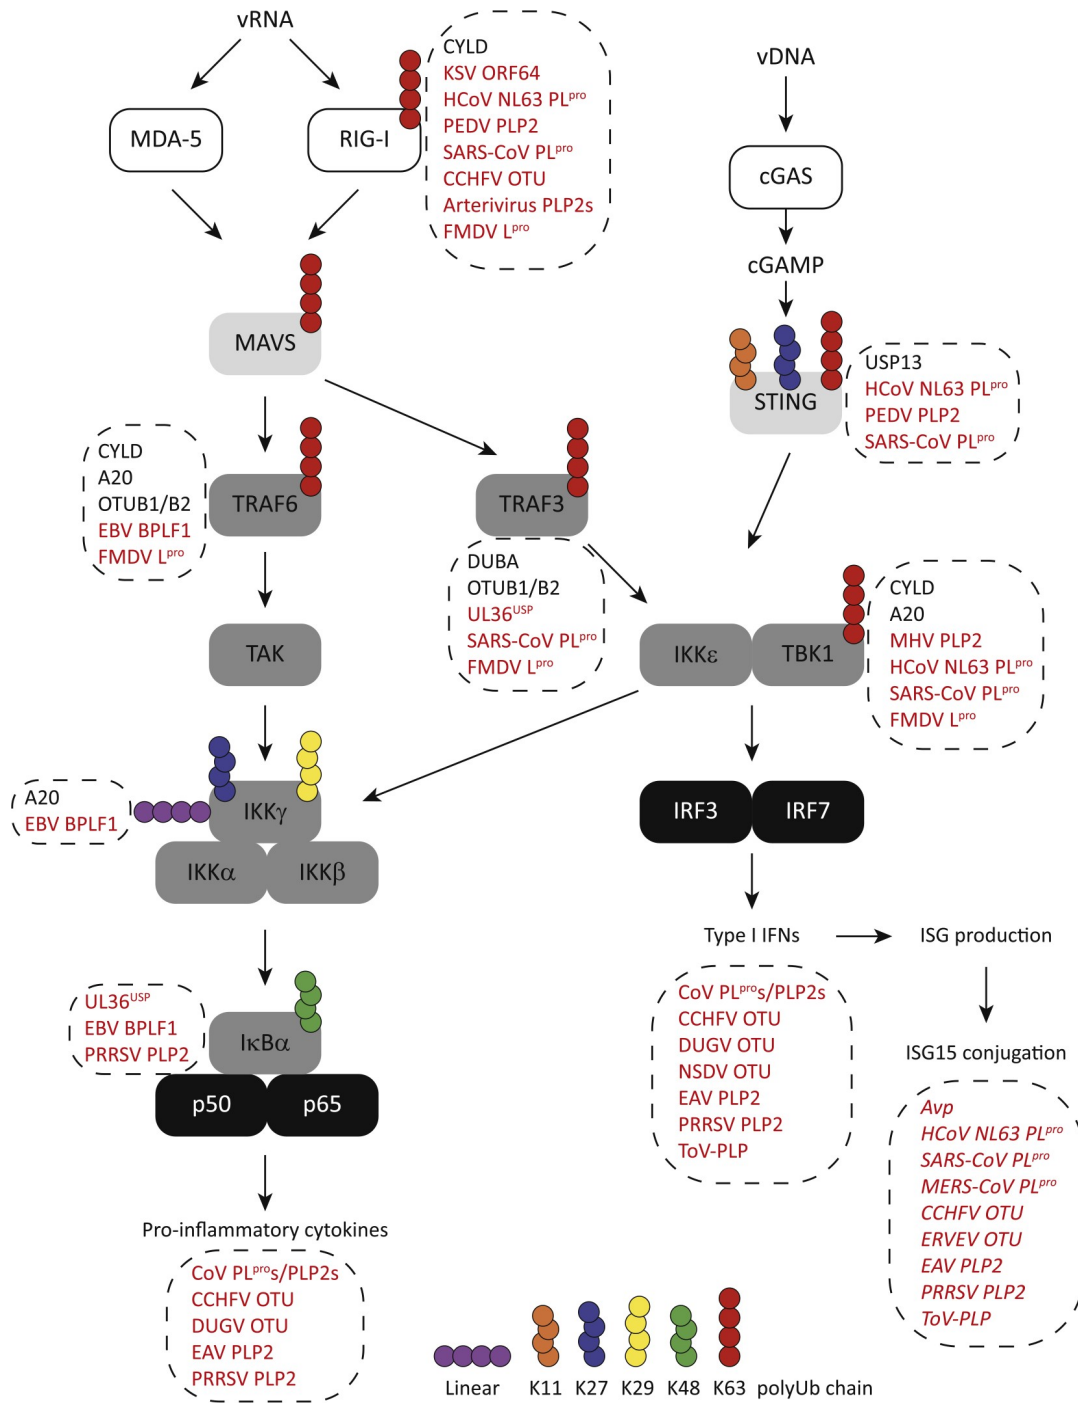 vRNA
MDA-5
RIG-I
CYLD
KSV ORF64
HCoV NL63 PLpro
PEDV PLP2
SARS-CoV PLpro
CCHFV OTU
Arterivirus PLP2s
FMDV Lpro
vDNA
cGAS
cGAMP
STING
USP13
HCoV NL63 PLpro
PEDV PLP2
SARS-CoV PLpro
MAVS
CYLD
A20
OTUB1/B2
EBV BPLF1
FMDV Lpro
TRAF6
TRAF3
DUBA
OTUB1/B2
UL36USP
SARS-CoV PLpro
FMDV Lpro
TAK
IKKε
TBK1
CYLD
A20
MHV PLP2
HCoV NL63 PLpro
SARS-CoV PLpro
FMDV Lpro
A20
EBV BPLF1
IKKγ
IKKα
IKKβ
IRF3
IRF7
UL36USP
EBV BPLF1
PRRSV PLP2
IκBα
p50
p65
Type I IFNs
ISG production
CoV PLpros/PLP2s
CCHFV OTU
DUGV OTU
NSDV OTU
EAV PLP2
PRRSV PLP2
ToV-PLP
ISG15 conjugation
Avp
HCoV NL63 PLpro
SARS-CoV PLpro
MERS-CoV PLpro
CCHFV OTU
ERVEV OTU
EAV PLP2
PRRSV PLP2
ToV-PLP
Pro-inflammatory cytokines
CoV PLpros/PLP2s
CCHFV OTU
DUGV OTU
EAV PLP2
PRRSV PLP2
Linear K11 K27 K29 K48 K63 polyUb chain